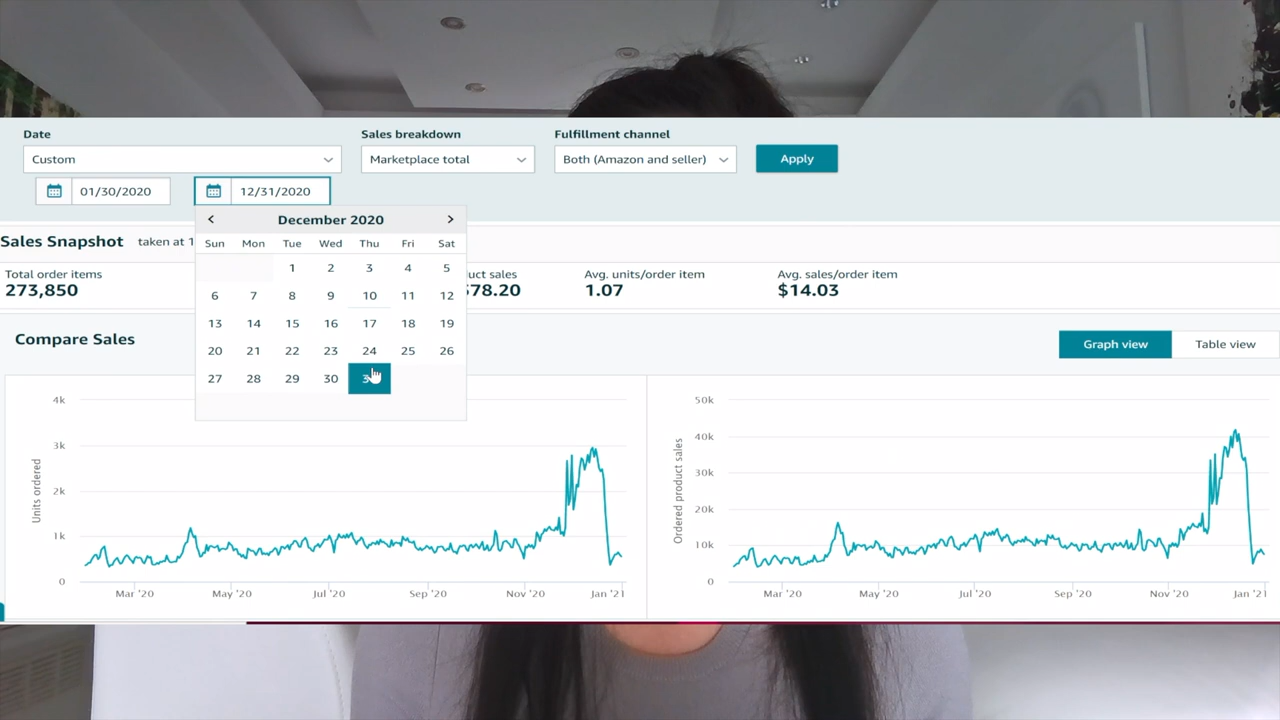 Date
Sales breakdown
Fulfillment channel
Custom
Marketplace total
Both (Amazon and seller)
Apply
01/30/2020
12/31/2020
December 2020
Sales Snapshot taken at 1
Sun Mon Tue Wed Thu Fri Sat
1 2 3 4 5
6 7 8 9 10 11 12
13 14 15 16 17 18 19
20 21 22 23 24 25 26
27 28 29 30
Total order items
273,850
uct sales
78.20
Avg. units/order item
1.07
Avg. sales/order item
$14.03
Compare Sales
Graph view
Table view
Units ordered
4k
3k
2k
1k
0
Mar '20 May '20 Jul '20 Sep '20 Nov '20 Jan '21
Ordered product sales
50k
40k
30k
20k
10k
0
Mar '20 May '20 Jul '20 Sep '20 Nov '20 Jan '21